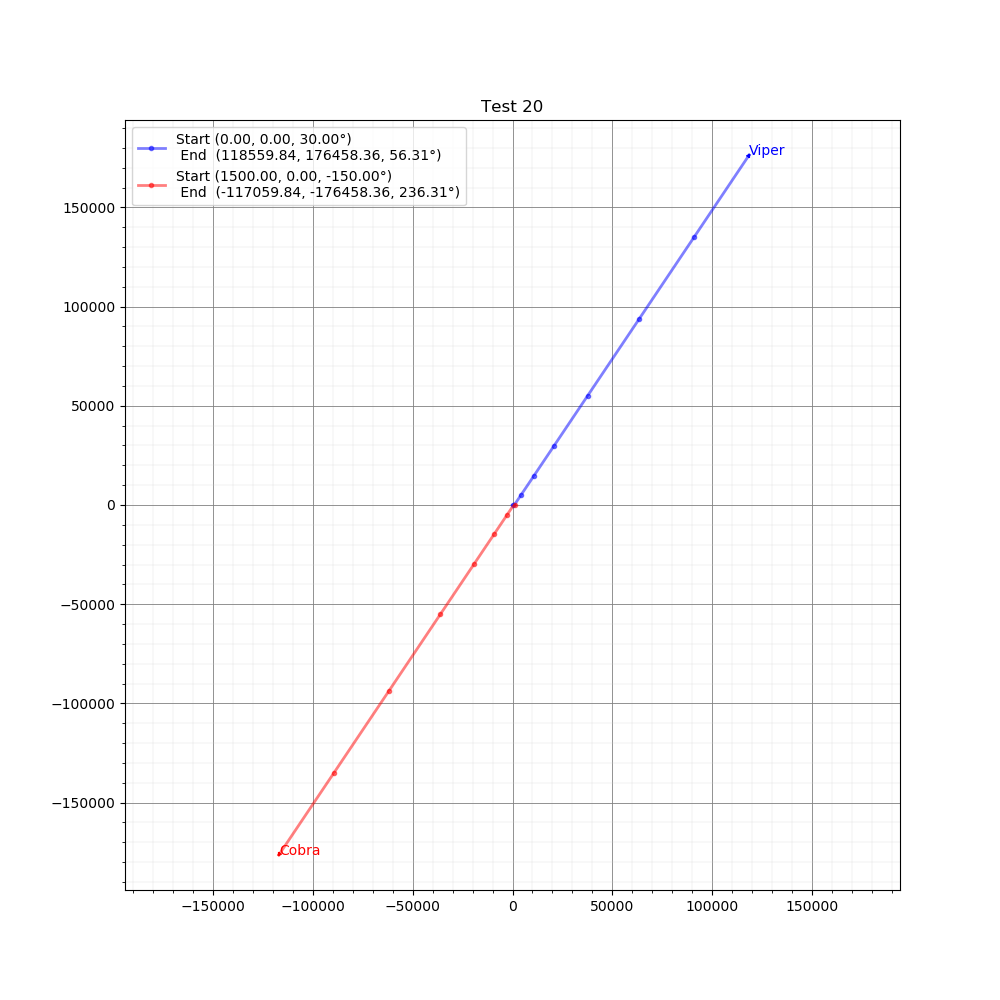 Test 20
Start (0.00, 0.00, 30.00°)
End (118559.84, 176458.36, 56.31°)
Start (1500.00, 0.00, -150.00°)
End (-117059.84, -176458.36, 236.31°)
Viper
150000
100000
50000
0
−50000
−100000
−150000
Cobra
−150000 −100000 −50000 0 50000 100000 150000